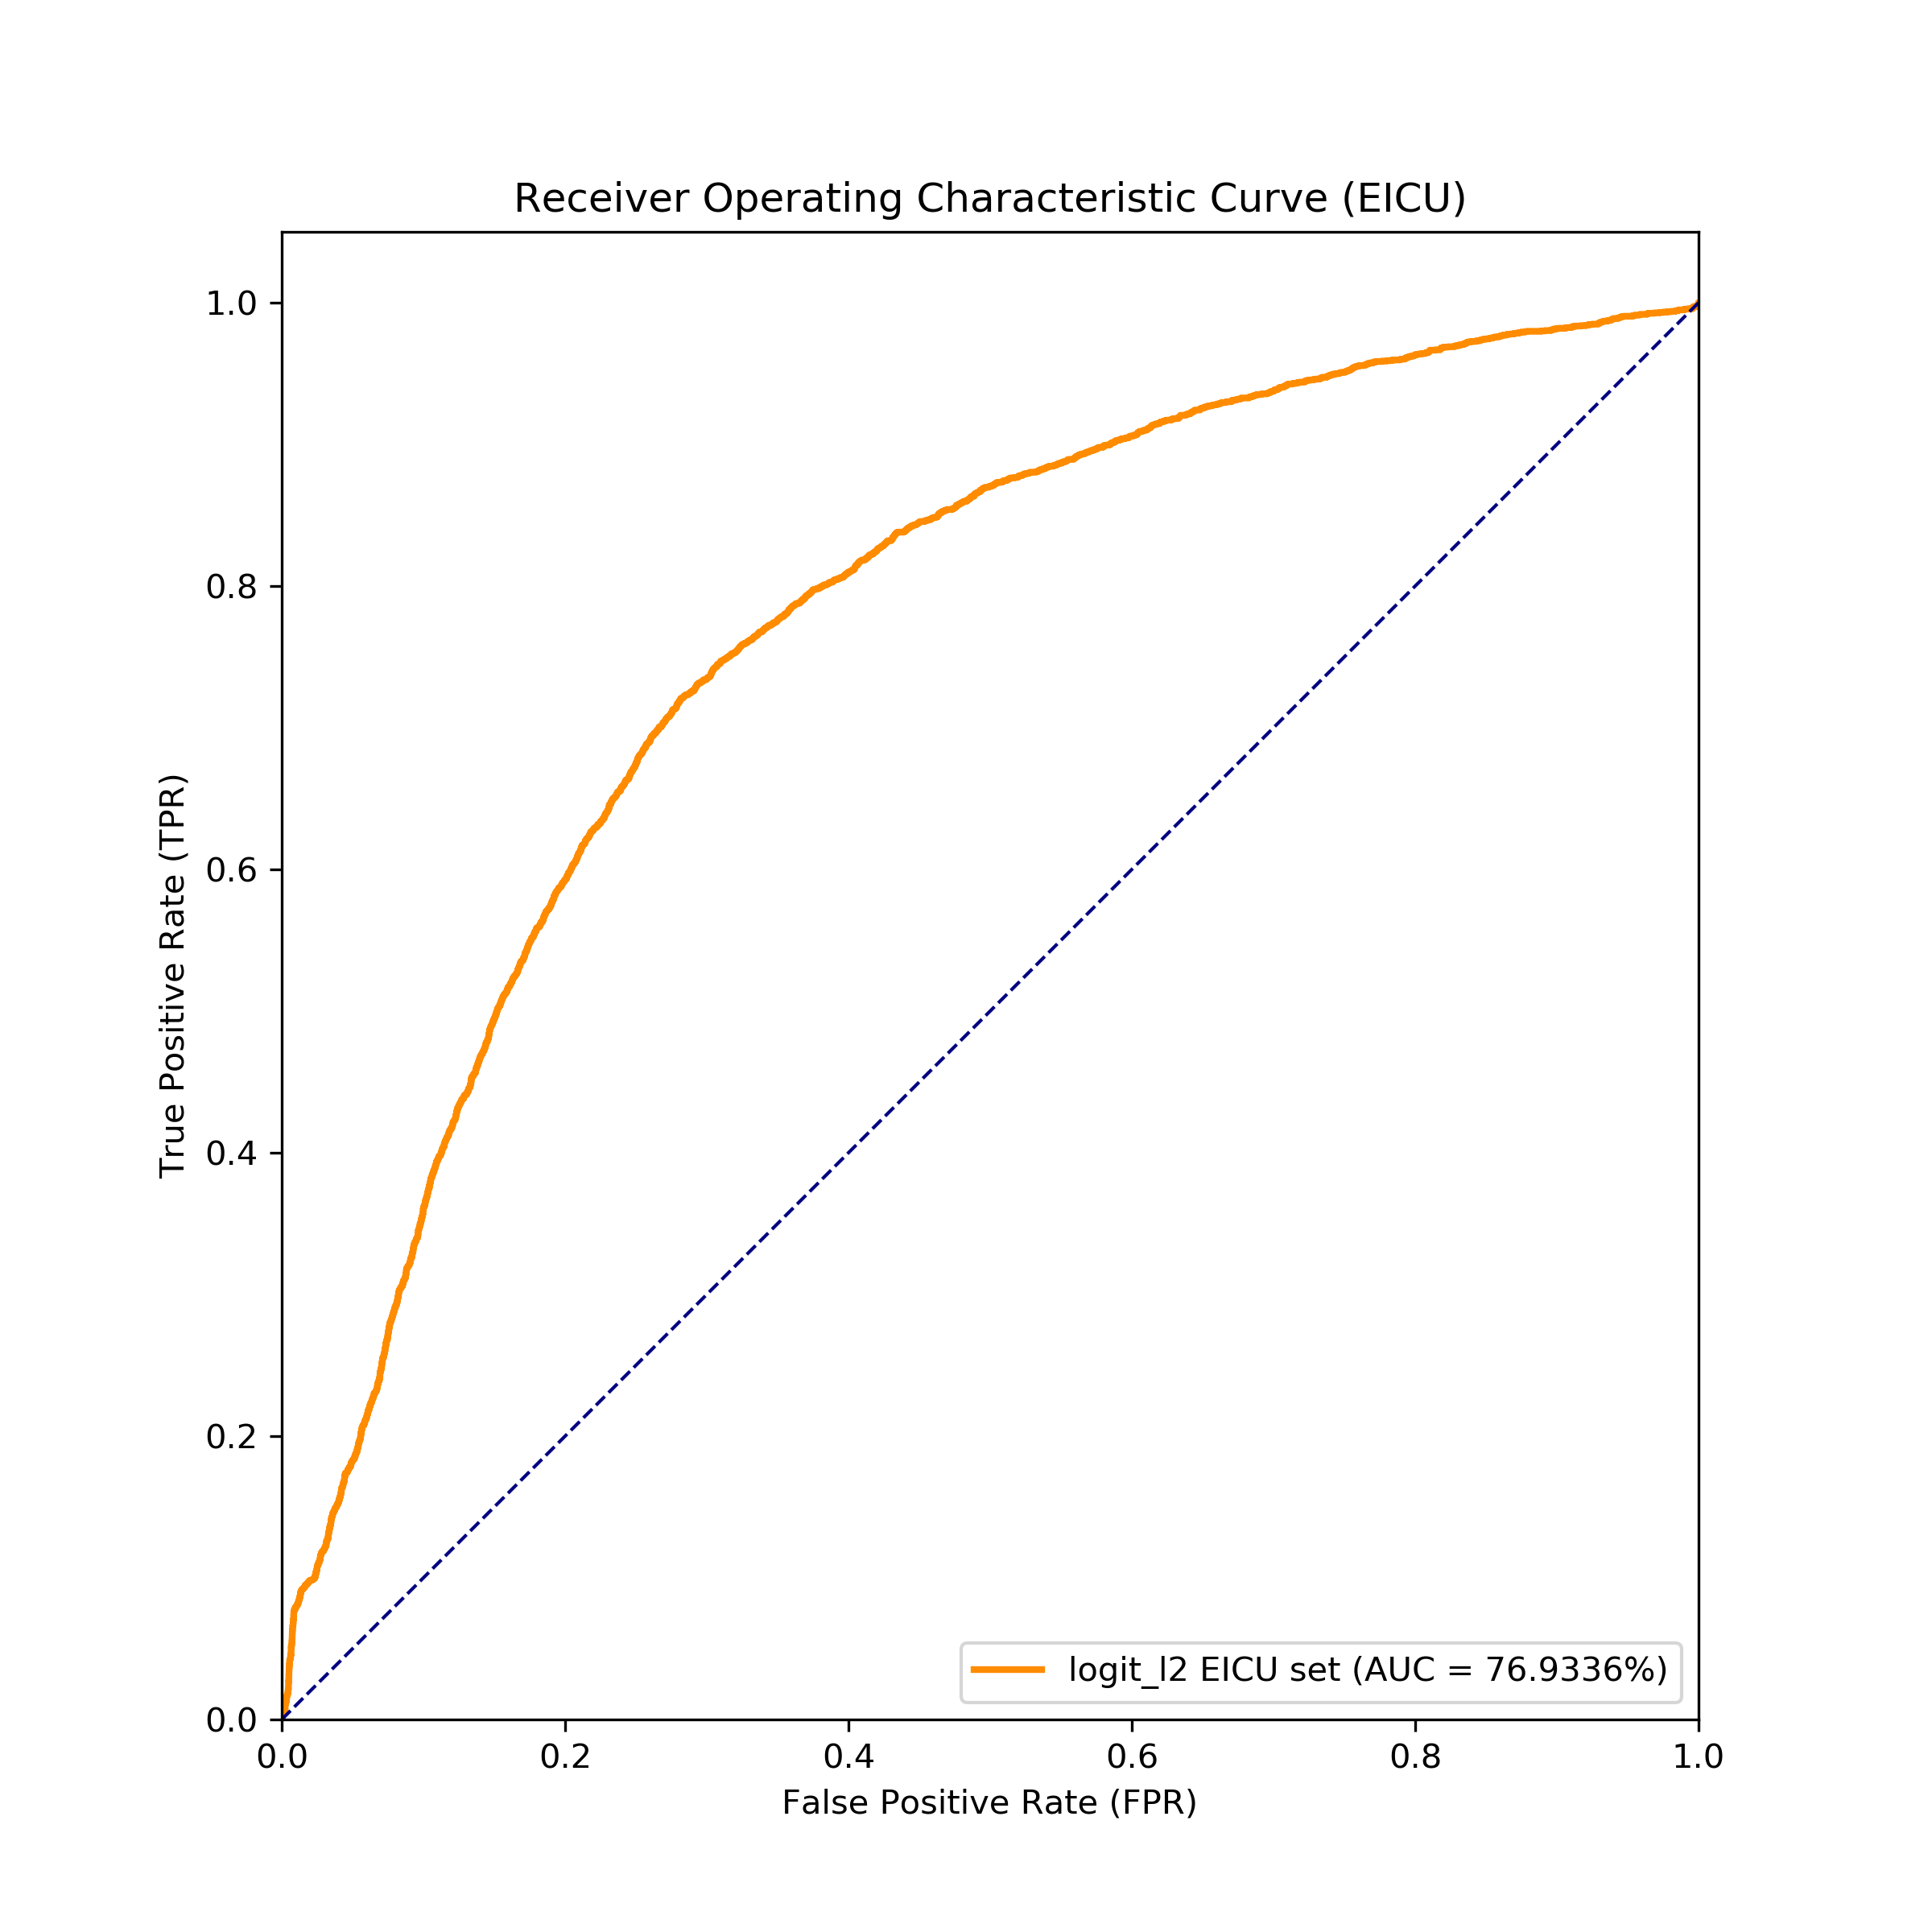 Receiver Operating Characteristic Curve (EICU)
True Positive Rate (TPR)
1.0
0.8
0.6
0.4
0.2
0.0
logit_l2 EICU set (AUC = 76.9336%)
0.0 0.2 0.4 0.6 0.8 1.0
False Positive Rate (FPR)